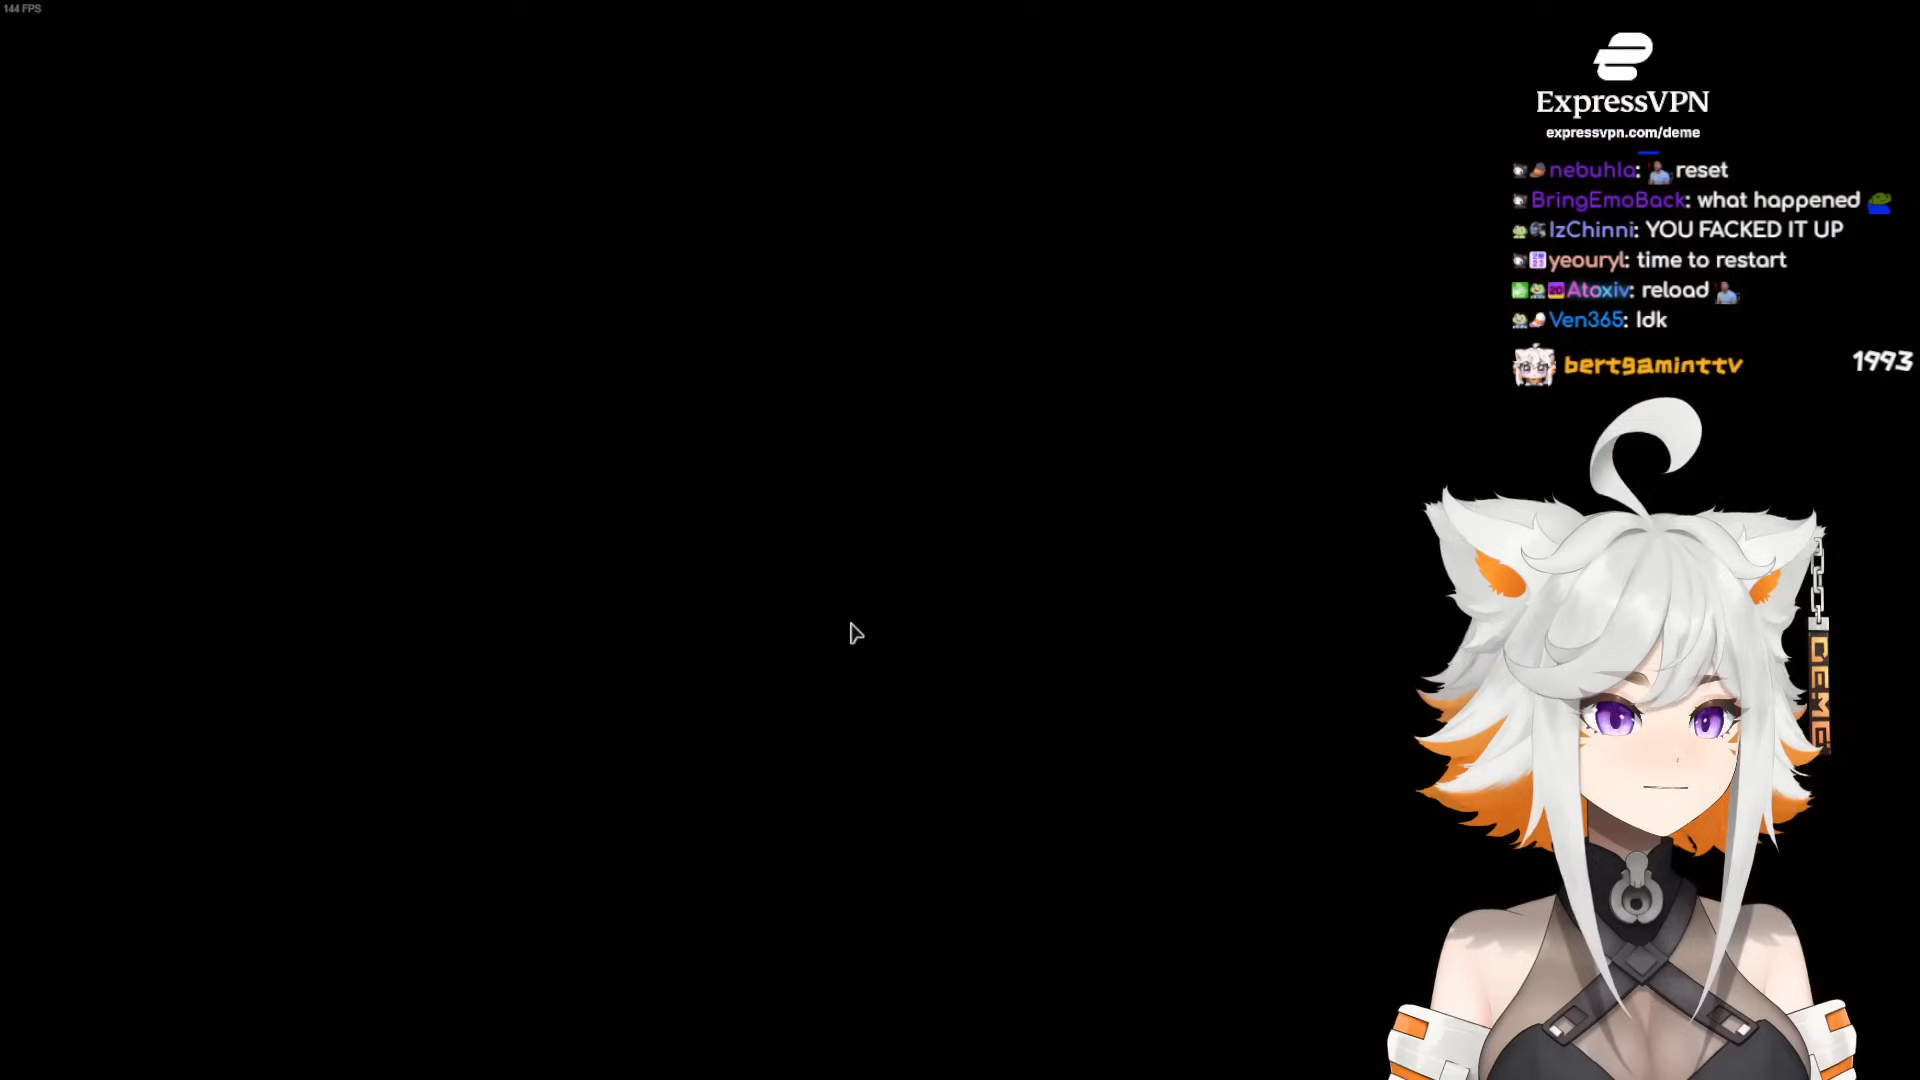 144 FPS
ExpressVPN
expressvpn.com/deme
nebuhla: reset
BringEmoBack: what happened
IzChinni: YOU FACKED IT UP
yeouryl: time to restart
Atoxiv: reload
Ven365: Idk
bertgaminttv 1993
DEME